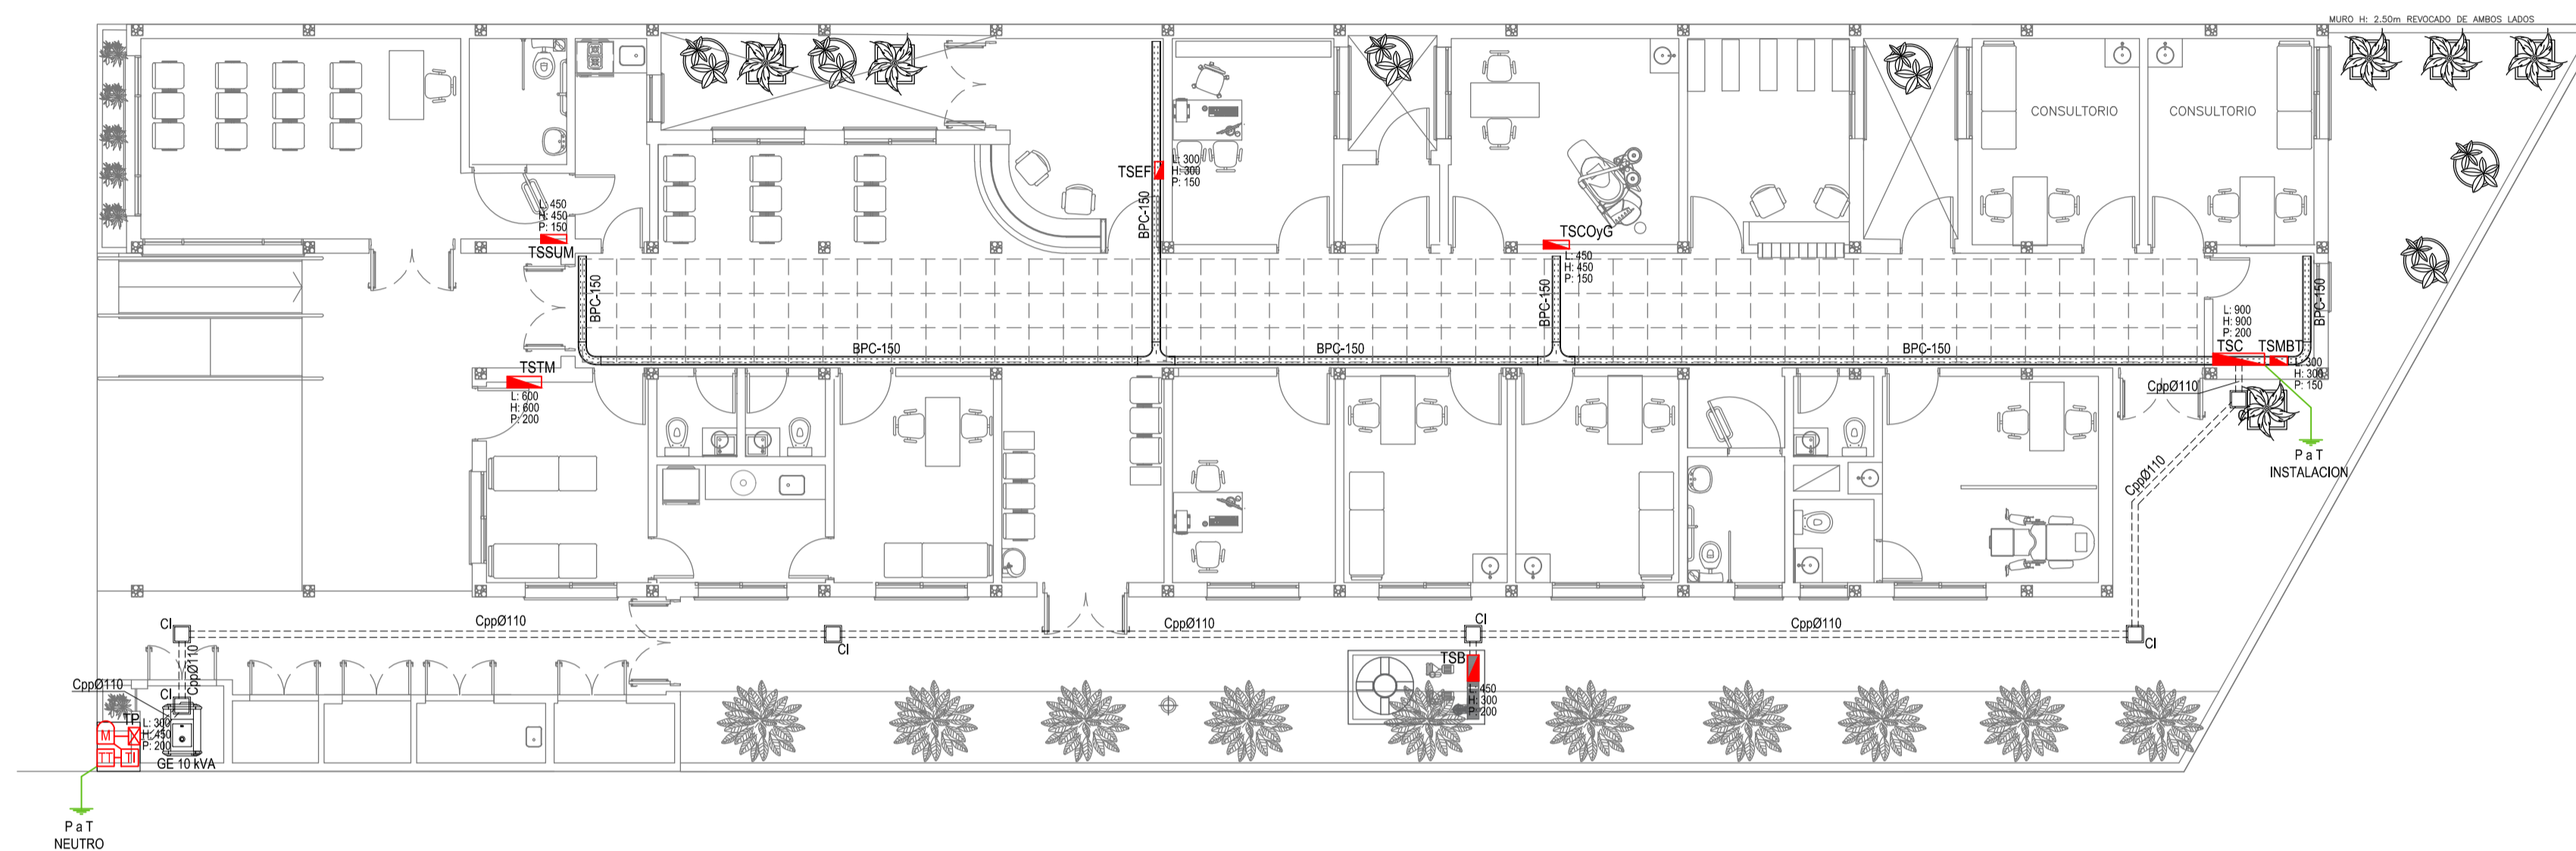 MURO H: 2.50m REVOCADO DE AMBOS LADOS
CONSULTORIO
CONSULTORIO
TSEF
L: 300
H: 300
P: 150
BPC-150
L: 450
H: 450
P: 150
TSSUM
BPC-150
TSCOyG
L: 450
H: 450
P: 150
BPC-150
BPC-150
L: 900
H: 900
P: 200
BPC-150
BPC-150
BPC-150
TSC
TSMBT
L: 300
H: 300
P: 150
TSTM
L: 600
H: 600
P: 200
CppØ110
P a T
INSTALACION
CppØ110
CI
CppØ110
CI
CppØ110
CI
CppØ110
CI
CppØ110
CppØ110
CI
TSB
L: 450
H: 300
P: 200
TP
L: 300
H: 450
P: 200
M
TT
TI
GE 10 kVA
P a T
NEUTRO